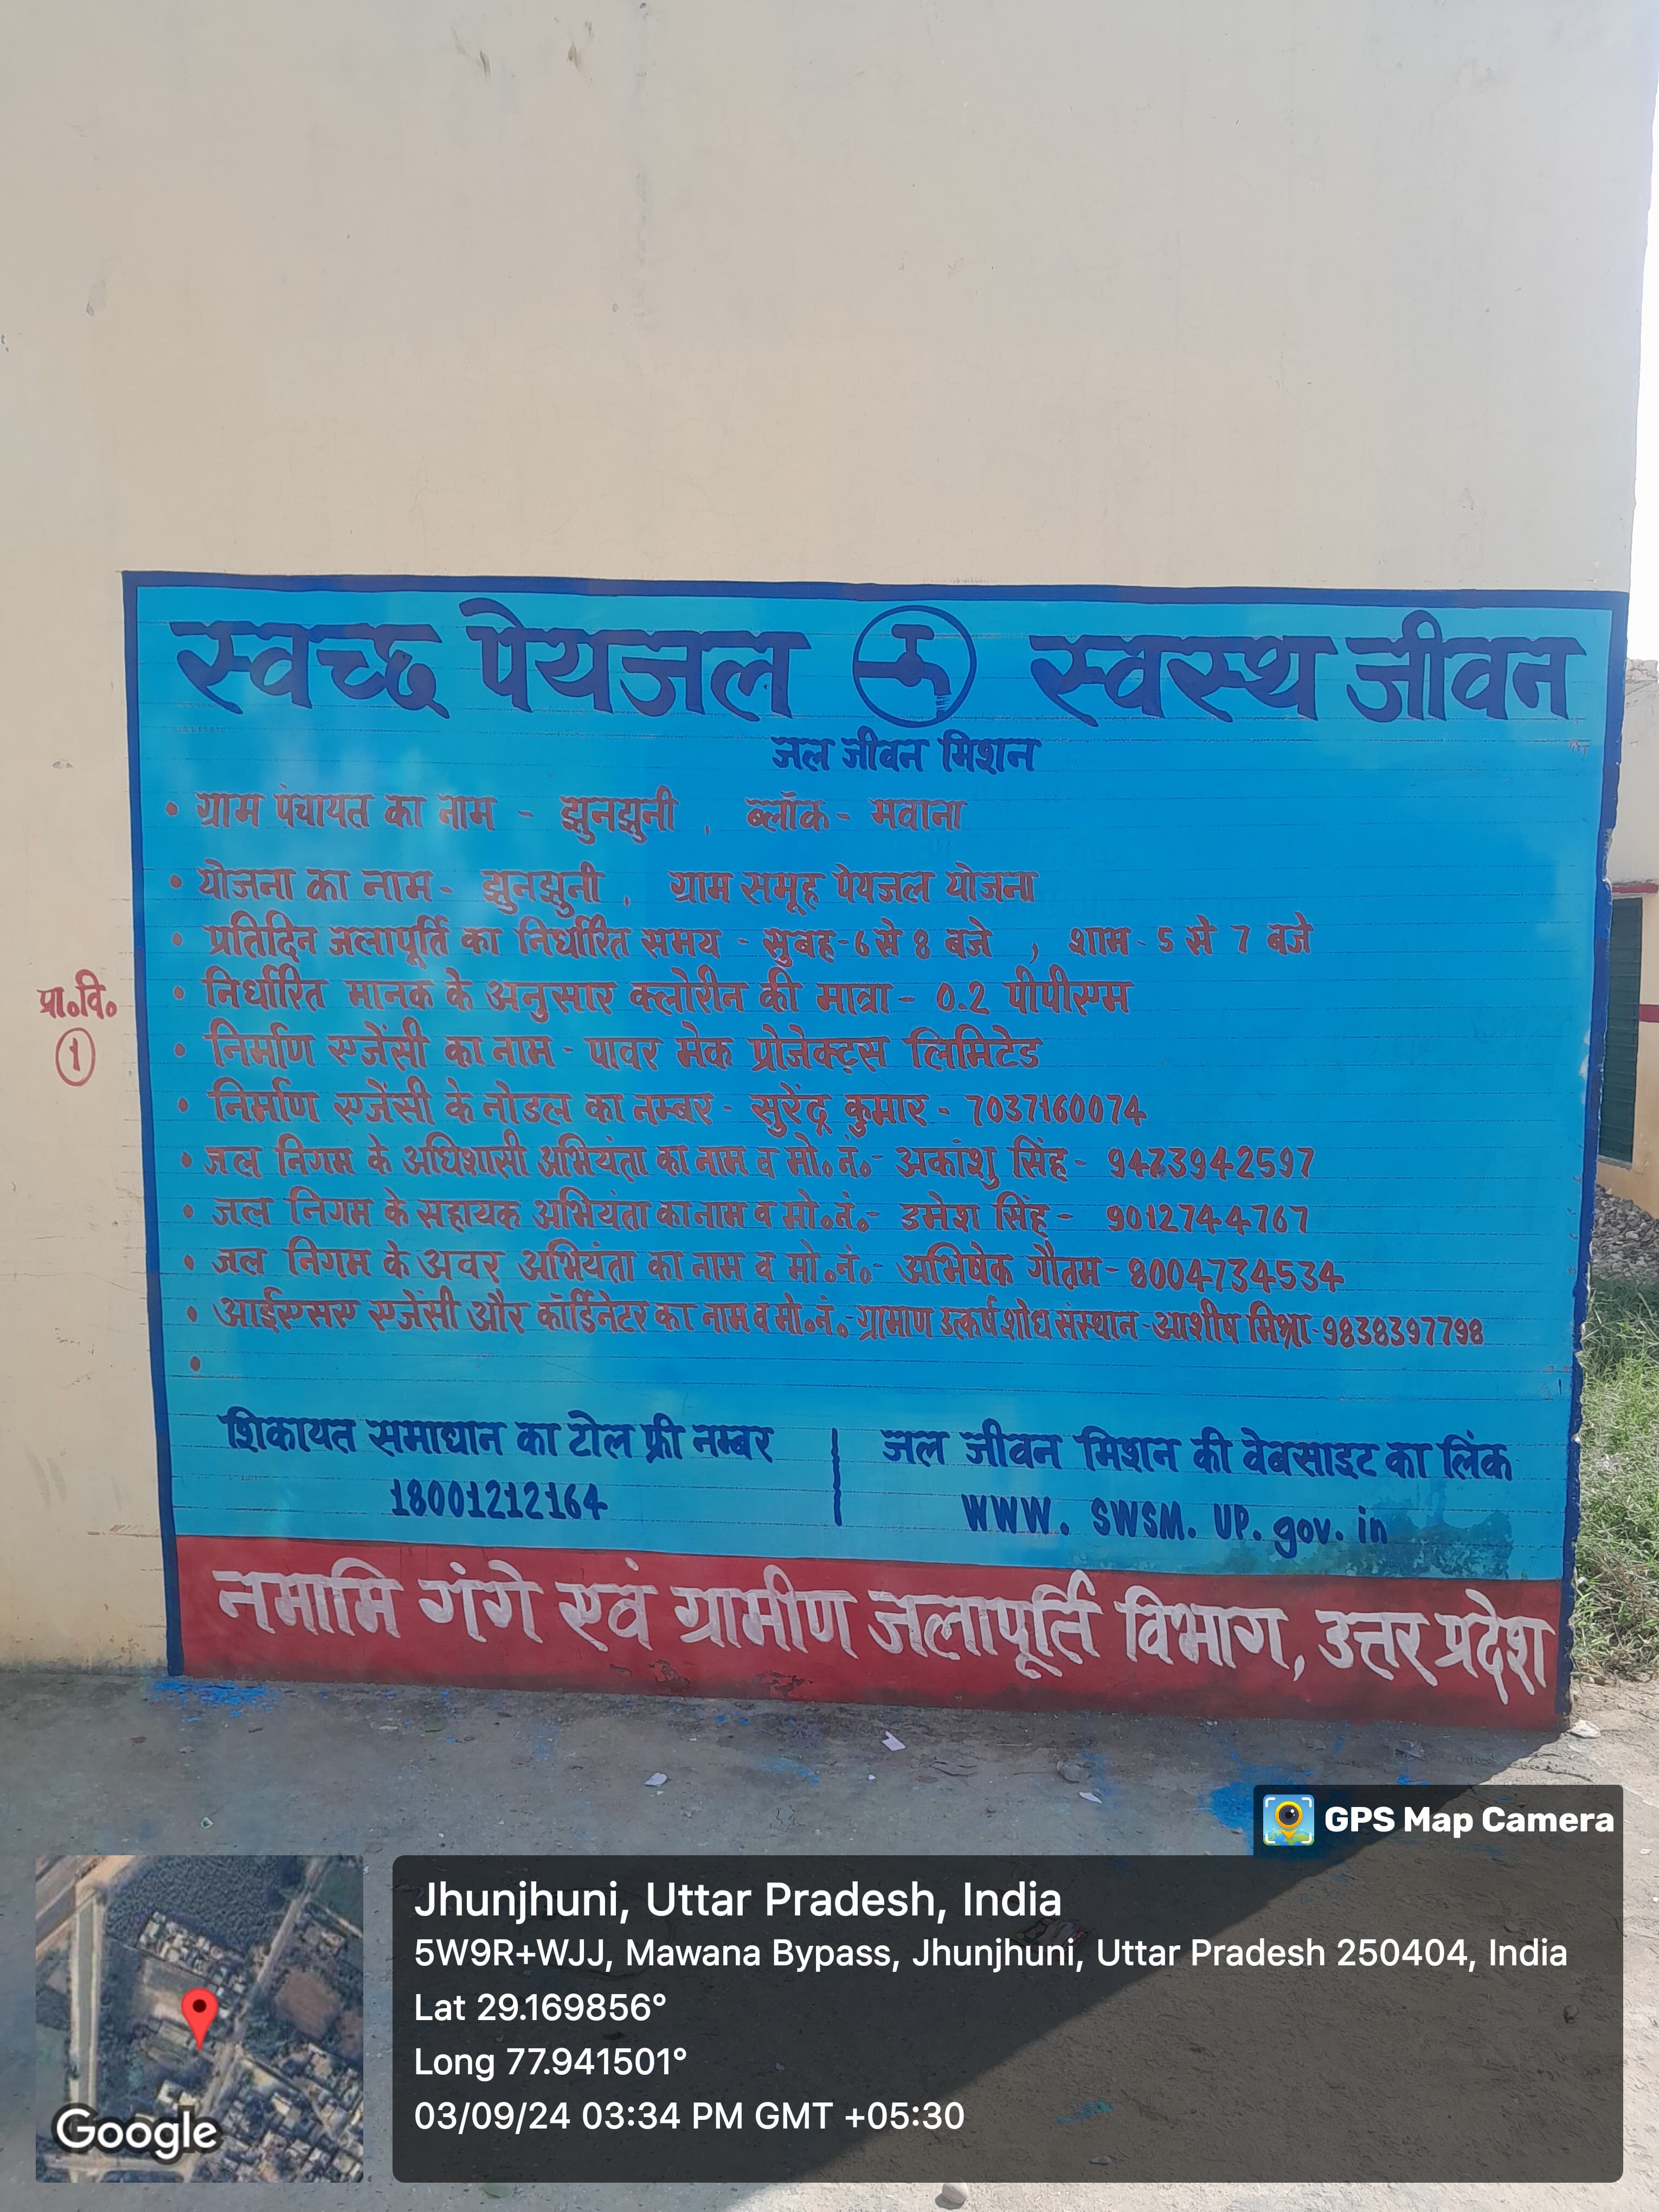 स्वच्छ पेयजल स्वस्थ जीवन
जल जीवन मिशन
• ग्राम पंचायत का नाम - झुनझुनी , ब्लॉक - मवाना
• योजना का नाम - झुनझुनी , ग्राम समूह पेयजल योजना
• प्रतिदिन जलापूर्ति का निर्धारित समय - सुबह - 6 से 8 बजे , शाम - 5 से 7 बजे
• निर्धारित मानक के अनुसार क्लोरीन की मात्रा - 0.2 पीपीएम
• निर्माण एजेंसी का नाम - पावर मेक प्रोजेक्ट्स लिमिटेड
• निर्माण एजेंसी के नोडल का नम्बर - सुरेंद्र कुमार - 7037160074
• जल निगम के अधिशासी अभियंता का नाम व मो०नं०- अकांशु सिंह - 9473942597
• जल निगम के सहायक अभियंता का नाम व मो०नं०- उमेश सिंह - 9012744767
• जल निगम के अवर अभियंता का नाम व मो०नं०- अभिषेक गौतम - 8004734534
• आईएसए एजेंसी और कॉर्डिनेटर का नाम व मो०नं०- ग्रामाण उत्कर्ष शोध संस्थान - आशीष मिश्रा - 9838397798
•
प्रा०वि०
1
शिकायत समाधान का टोल फ्री नम्बर
18001212164
जल जीवन मिशन की वेबसाइट का लिंक
WWW. SWSM. UP. gov. in
नमामि गंगे एवं ग्रामीण जलापूर्ति विभाग, उत्तर प्रदेश
GPS Map Camera
Jhunjhuni, Uttar Pradesh, India
5W9R+WJJ, Mawana Bypass, Jhunjhuni, Uttar Pradesh 250404, India
Lat 29.169856°
Long 77.941501°
03/09/24 03:34 PM GMT +05:30
Google